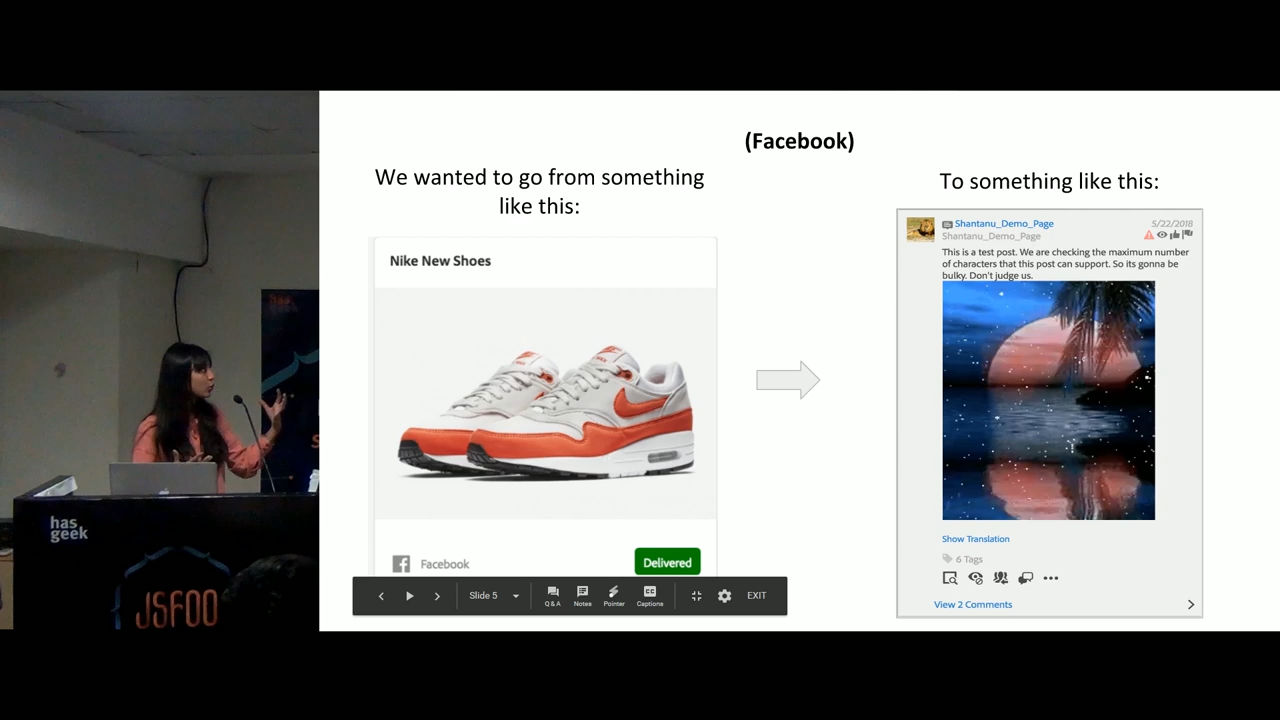 (Facebook)
We wanted to go from something
like this:
To something like this:
Nike New Shoes
Facebook
Delivered
Shantanu_Demo_Page
5/22/2018
Shantanu_Demo_Page
This is a test post. We are checking the maximum number
of characters that this post can support. So its gonna be
bulky. Don't judge us.
Show Translation
6 Tags
View 2 Comments
Slide 5
Q & A
Notes
Pointer
Captions
EXIT
has
geek
JSFOO